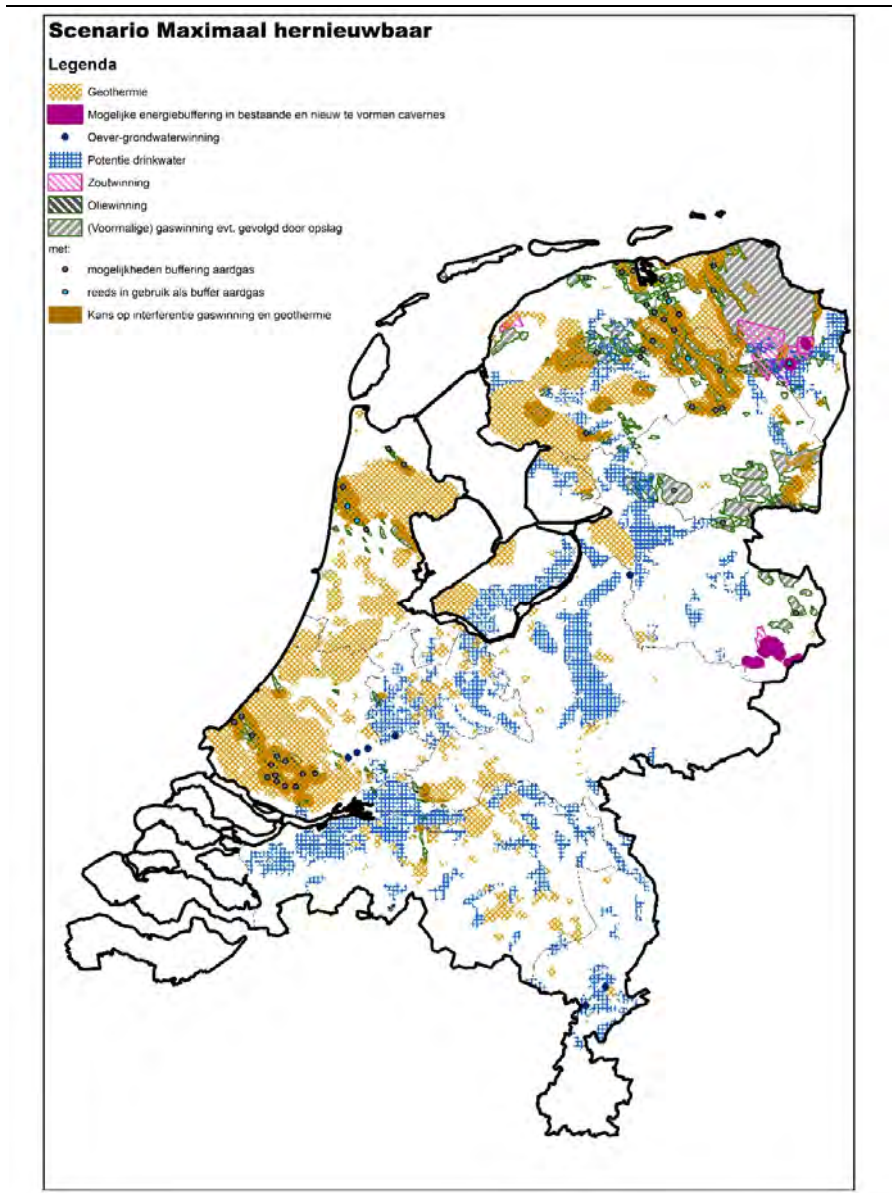 Scenario Maximaal hernieuwbaar
Legenda
Geothermie
Mogelijke energiebuffering in bestaande en nieuw te vormen cavernes
Oever-grondwaterwinning
Potentie drinkwater
Zoutwinning
Oliewinning
(Voormalige) gaswinning evt. gevolgd door opslag
met:
mogelijkheden buffering aardgas
reeds in gebruik als buffer aardgas
Kans op interferentie gaswinning en geothermie